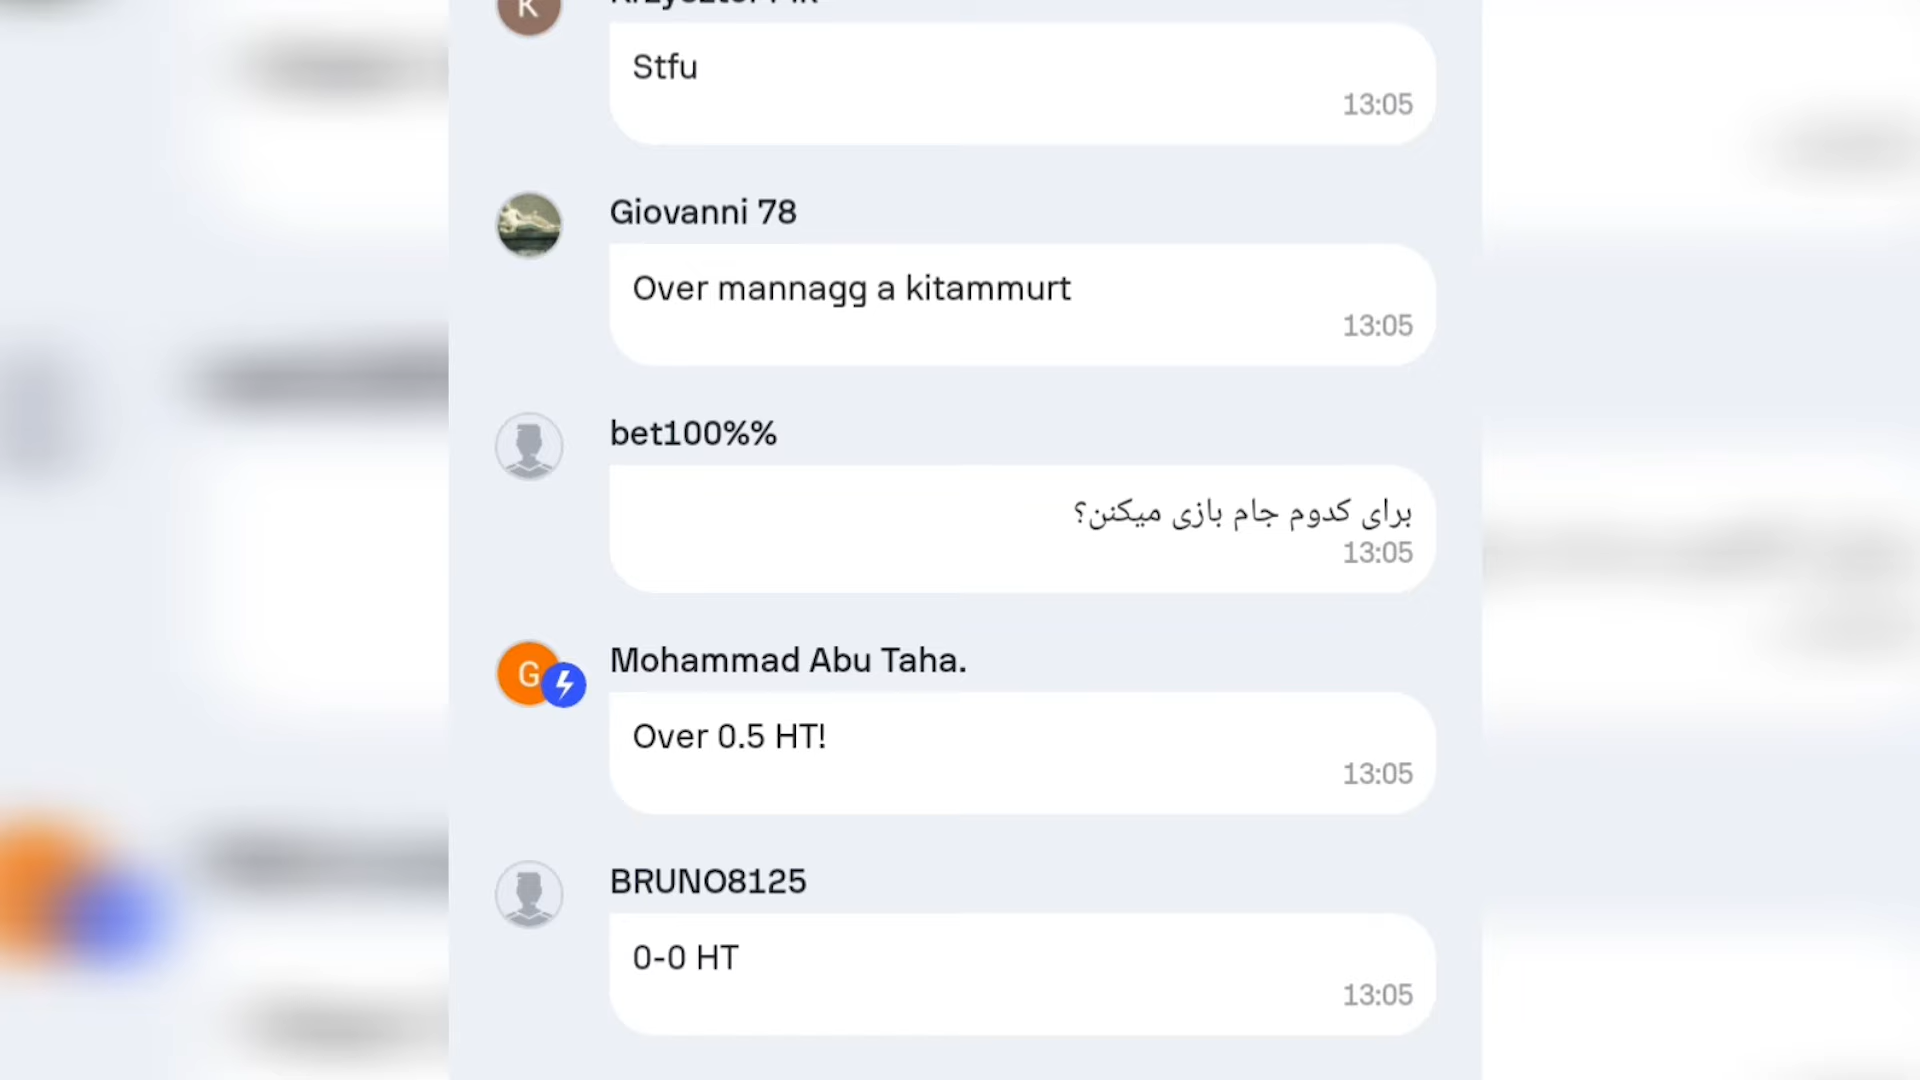 K
Stfu
13:05
Giovanni 78
Over mannagg a kitammurt
13:05
bet100%%
برای کدوم جام بازی میکنن؟
13:05
G
Mohammad Abu Taha.
Over 0.5 HT!
13:05
BRUNO8125
0-0 HT
13:05